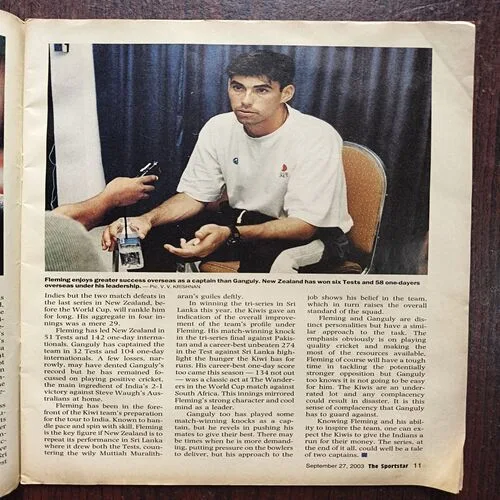 Fleming enjoys greater success overseas as a captain than Ganguly. New Zealand has won six Tests and 58 one-dayers
overseas under his leadership. — Pic. V. V. KRISHNAN
Indies but the two match defeats in
the last series in New Zealand, be-
fore the World Cup, will rankle him
for long. His aggregate in four in-
nings was a mere 29.
Fleming has led New Zealand in
51 Tests and 142 one-day interna-
tionals. Ganguly has captained the
team in 32 Tests and 104 one-day
internationals. A few losses, nar-
rowly, may have dented Ganguly's
record but he has remained fo-
cussed on playing positive cricket,
the main ingredient of India's 2-1
victory against Steve Waugh's Aus-
tralians at home.
Fleming has been in the fore-
front of the Kiwi team's preparation
for the tour to India. Known to han-
dle pace and spin with skill, Fleming
is the key figure if New Zealand is to
repeat its performance in Sri Lanka
where it drew both the Tests, coun-
tering the wily Muttiah Muralith-
aran's guiles deftly.
In winning the tri-series in Sri
Lanka this year, the Kiwis gave an
indication of the overall improve-
ment of the team's profile under
Fleming. His match-winning knock
in the tri-series final against Pakis-
tan and a career-best unbeaten 274
in the Test against Sri Lanka high-
light the hunger he has for
runs. His career-best one-day score
too came this season — 134 not out
— was a classic act at The Wander-
ers in the World Cup match against
South Africa. This innings mirrored
Fleming's strong character and cool
mind as a leader.
Ganguly too has played some
match-winning knocks as a cap-
tain, but he revels in pushing his
mates to give their best. There may
be times when he is more demand-
ing, putting pressure on the bowlers
to deliver, but his approach to the
job shows his belief in the team,
which in turn raises the overall
standard of the squad.
Fleming and Ganguly are dis-
tinct personalities but have a simi-
lar approach to the task. The
emphasis obviously is on playing
quality cricket and making the
most of the resources available.
Fleming of course will have a tough
time in tackling the potentially
stronger opposition but Ganguly
too knows it is not going to be easy
for him. The Kiwis are an under-
rated lot and any complacency
could result in disaster. It is this
sense of complacency that Ganguly
has to guard against.
Knowing Fleming and his abil-
ity to inspire the team, one can ex-
pect the Kiwis to give the Indians a
run for their money. The series, at
the end of it all, could well be a tale
of two captains.
September 27, 2003 The Sportstar 11